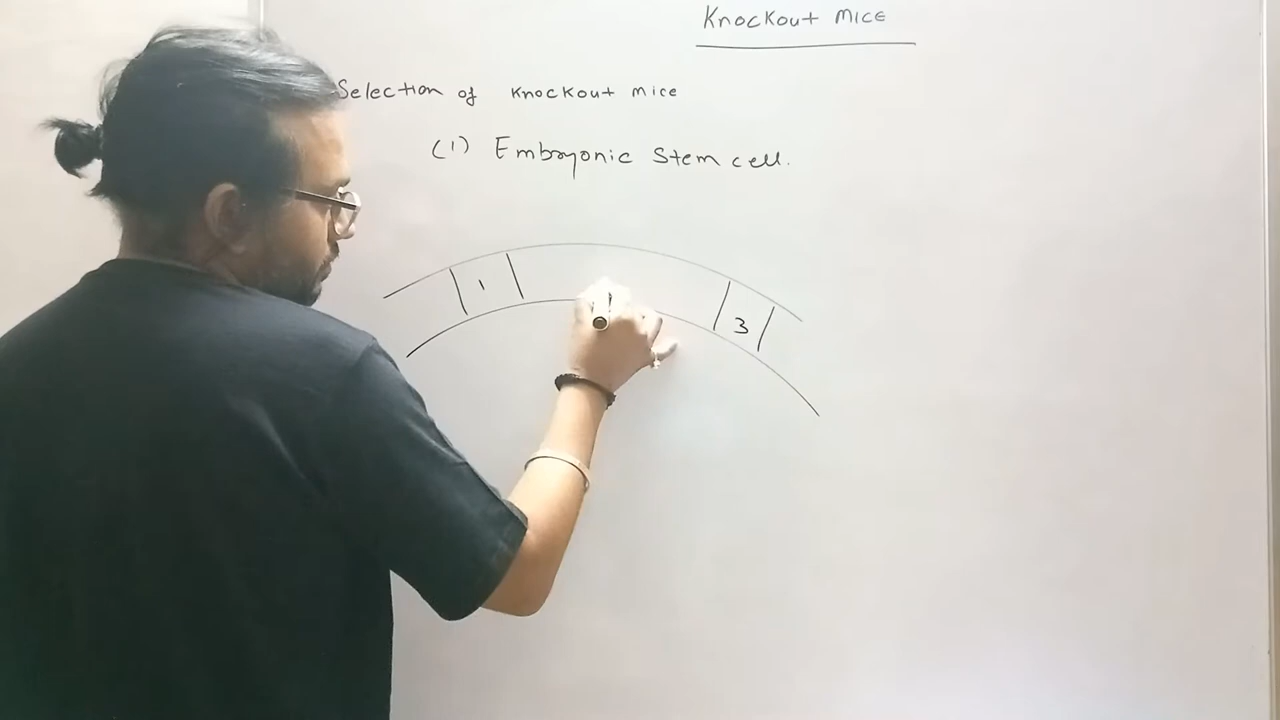 Knockout Mice
Selection of Knockout mice
(1) Embryonic Stem cell.
1
3